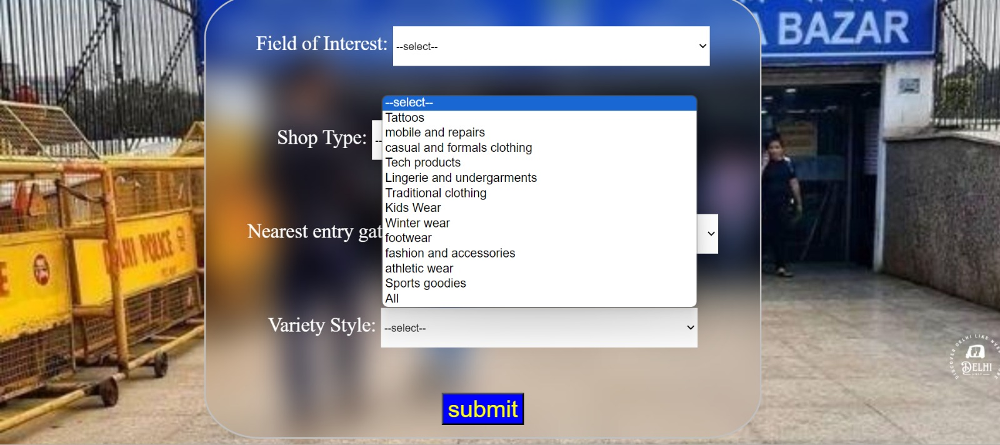 A BAZAR
Field of Interest: --select--
--select--
Tattoos
mobile and repairs
Shop Type: --
casual and formals clothing
Tech products
Lingerie and undergarments
Traditional clothing
Kids Wear
Winter wear
Nearest entry gat
footwear
fashion and accessories
athletic wear
Sports goodies
All
DELHI POLICE
E
Variety Style: --select--
DELHI
submit